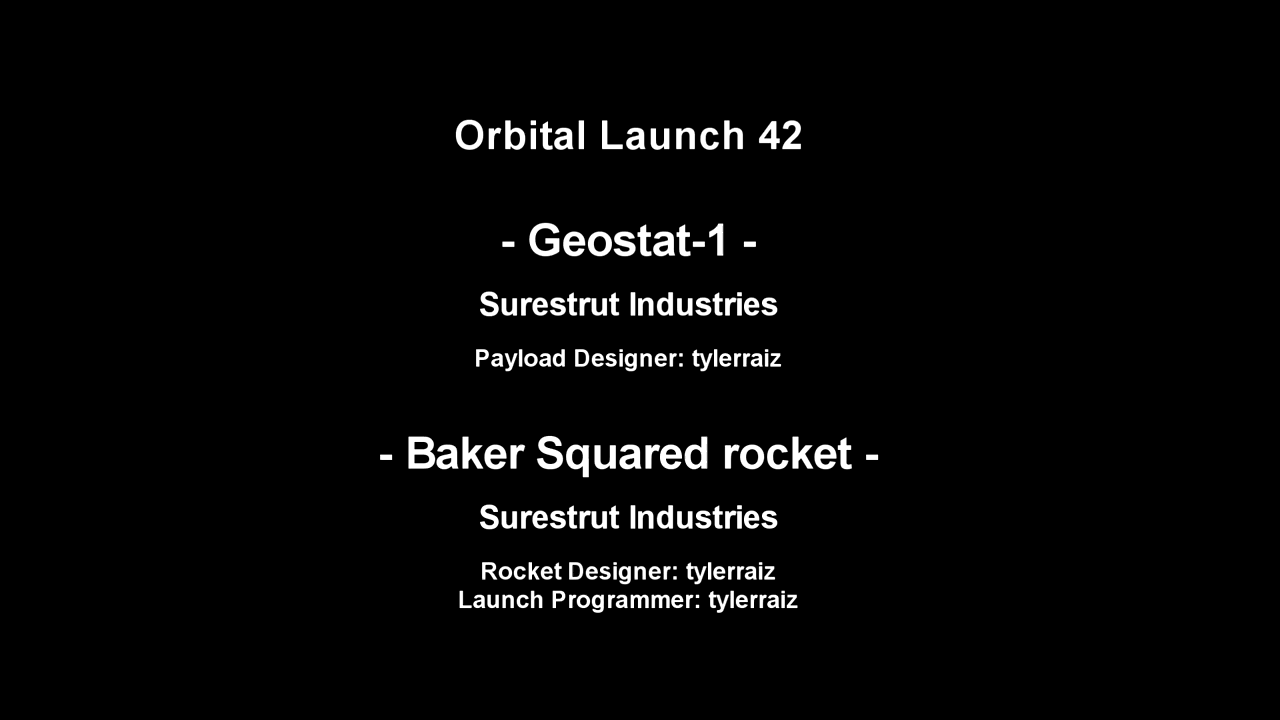 Orbital Launch 42
- Geostat-1 -
Surestrut Industries
Payload Designer: tylerraiz
- Baker Squared rocket -
Surestrut Industries
Rocket Designer: tylerraiz
Launch Programmer: tylerraiz